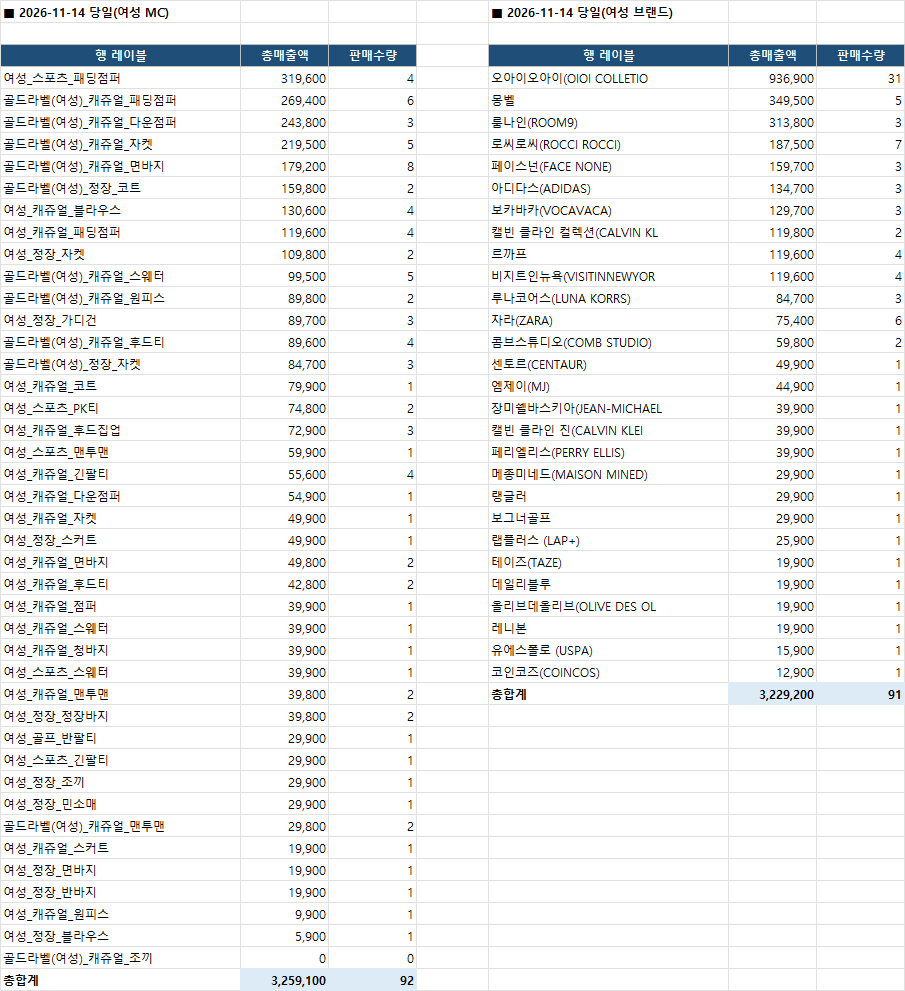 ■ 2026-11-14 당일(여성 MC)
행 레이블 총매출액 판매수량
여성_스포츠_패딩점퍼 319,600 4
골드라벨(여성)_캐쥬얼_패딩점퍼 269,400 6
골드라벨(여성)_캐쥬얼_다운점퍼 243,800 3
골드라벨(여성)_캐쥬얼_자켓 219,500 5
골드라벨(여성)_캐쥬얼_면바지 179,200 8
골드라벨(여성)_정장_코트 159,800 2
여성_캐쥬얼_블라우스 130,600 4
여성_캐쥬얼_패딩점퍼 119,600 4
여성_정장_자켓 109,800 2
골드라벨(여성)_캐쥬얼_스웨터 99,500 5
골드라벨(여성)_캐쥬얼_원피스 89,800 2
여성_정장_가디건 89,700 3
골드라벨(여성)_캐쥬얼_후드티 89,600 4
골드라벨(여성)_정장_자켓 84,700 3
여성_캐쥬얼_코트 79,900 1
여성_스포츠_PK티 74,800 2
여성_캐쥬얼_후드집업 72,900 3
여성_스포츠_맨투맨 59,900 1
여성_캐쥬얼_긴팔티 55,600 4
여성_캐쥬얼_다운점퍼 54,900 1
여성_캐쥬얼_자켓 49,900 1
여성_정장_스커트 49,900 1
여성_캐쥬얼_면바지 49,800 2
여성_캐쥬얼_후드티 42,800 2
여성_캐쥬얼_점퍼 39,900 1
여성_캐쥬얼_스웨터 39,900 1
여성_캐쥬얼_청바지 39,900 1
여성_스포츠_스웨터 39,900 1
여성_캐쥬얼_맨투맨 39,800 2
여성_정장_정장바지 39,800 2
여성_골프_반팔티 29,900 1
여성_스포츠_긴팔티 29,900 1
여성_정장_조끼 29,900 1
여성_정장_민소매 29,900 1
골드라벨(여성)_캐쥬얼_맨투맨 29,800 2
여성_캐쥬얼_스커트 19,900 1
여성_정장_면바지 19,900 1
여성_정장_반바지 19,900 1
여성_캐쥬얼_원피스 9,900 1
여성_정장_블라우스 5,900 1
골드라벨(여성)_캐쥬얼_조끼 0 0
총합계 3,259,100 92
■ 2026-11-14 당일(여성 브랜드)
행 레이블 총매출액 판매수량
오아이오아이(OIOI COLLETIO 936,900 31
몽벨 349,500 5
룸나인(ROOM9) 313,800 3
로씨로씨(ROCCI ROCCI) 187,500 7
페이스넌(FACE NONE) 159,700 3
아디다스(ADIDAS) 134,700 3
보카바카(VOCAVACA) 129,700 3
캘빈 클라인 컬렉션(CALVIN KL 119,800 2
르까프 119,600 4
비지트인뉴욕(VISITINNEWYOR 119,600 4
루나코어스(LUNA KORRS) 84,700 3
자라(ZARA) 75,400 6
콤브스튜디오(COMB STUDIO) 59,800 2
센토르(CENTAUR) 49,900 1
엠제이(MJ) 44,900 1
장미쉘바스키아(JEAN-MICHAEL 39,900 1
캘빈 클라인 진(CALVIN KLEI 39,900 1
페리엘리스(PERRY ELLIS) 39,900 1
메종미네드(MAISON MINED) 29,900 1
랭글러 29,900 1
보그너골프 29,900 1
랩플러스 (LAP+) 25,900 1
테이즈(TAZE) 19,900 1
데일리블루 19,900 1
올리브데올리브(OLIVE DES OL 19,900 1
레니본 19,900 1
유에스폴로 (USPA) 15,900 1
코인코즈(COINCOS) 12,900 1
총합계 3,229,200 91